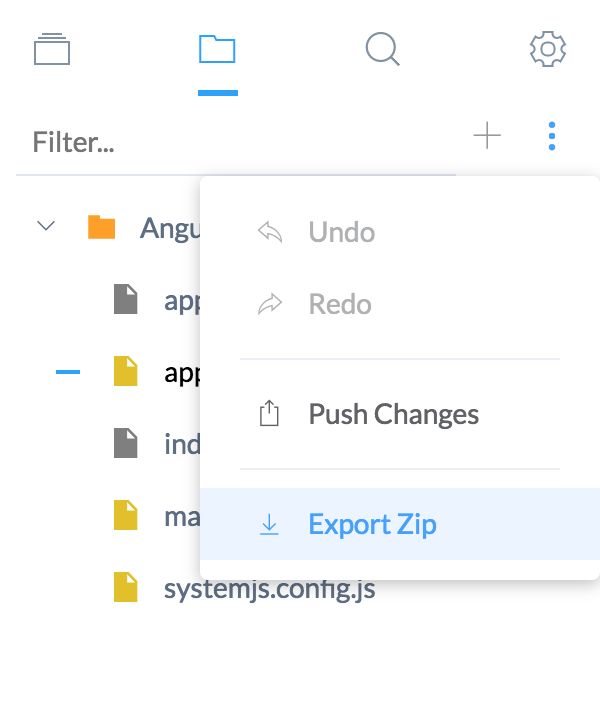 Filter...
Angu
Undo
app
Redo
app
Push Changes
ind
ma
Export Zip
systemjs.config.js